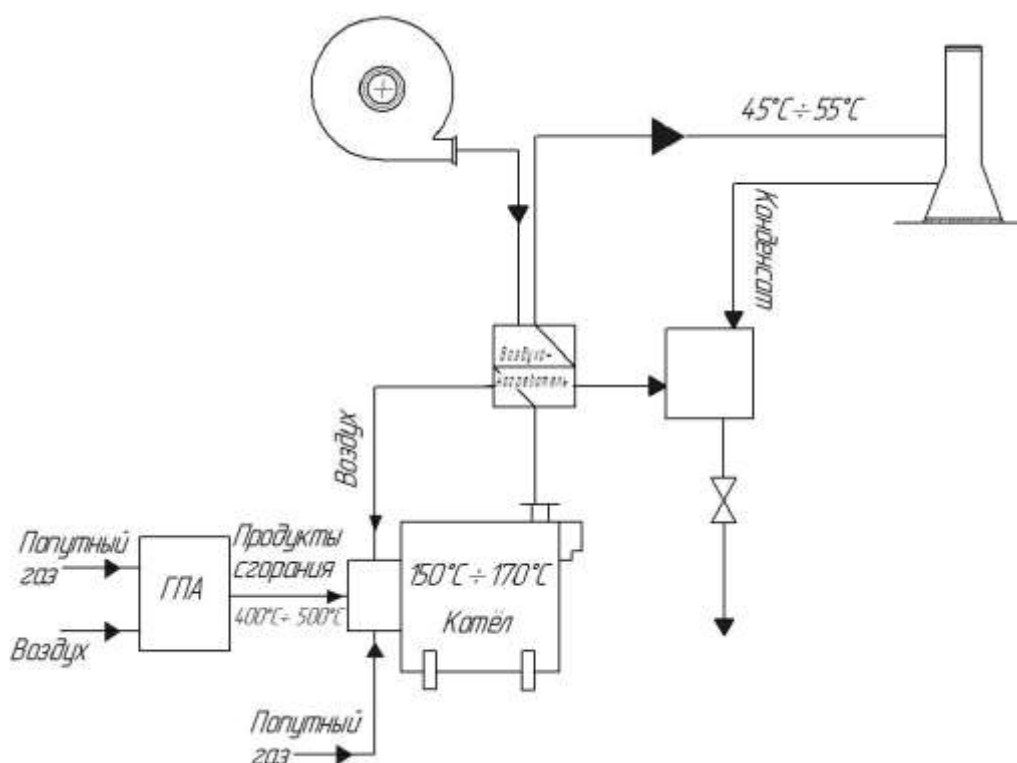 45°С÷55°С
Конденсат
Воздухо-
нагреватель
Воздух
Попутный
газ
Воздух
ГПА
Продукты
сгорания
400°С÷500°С
150°С÷170°С
Котёл
Попутный
газ